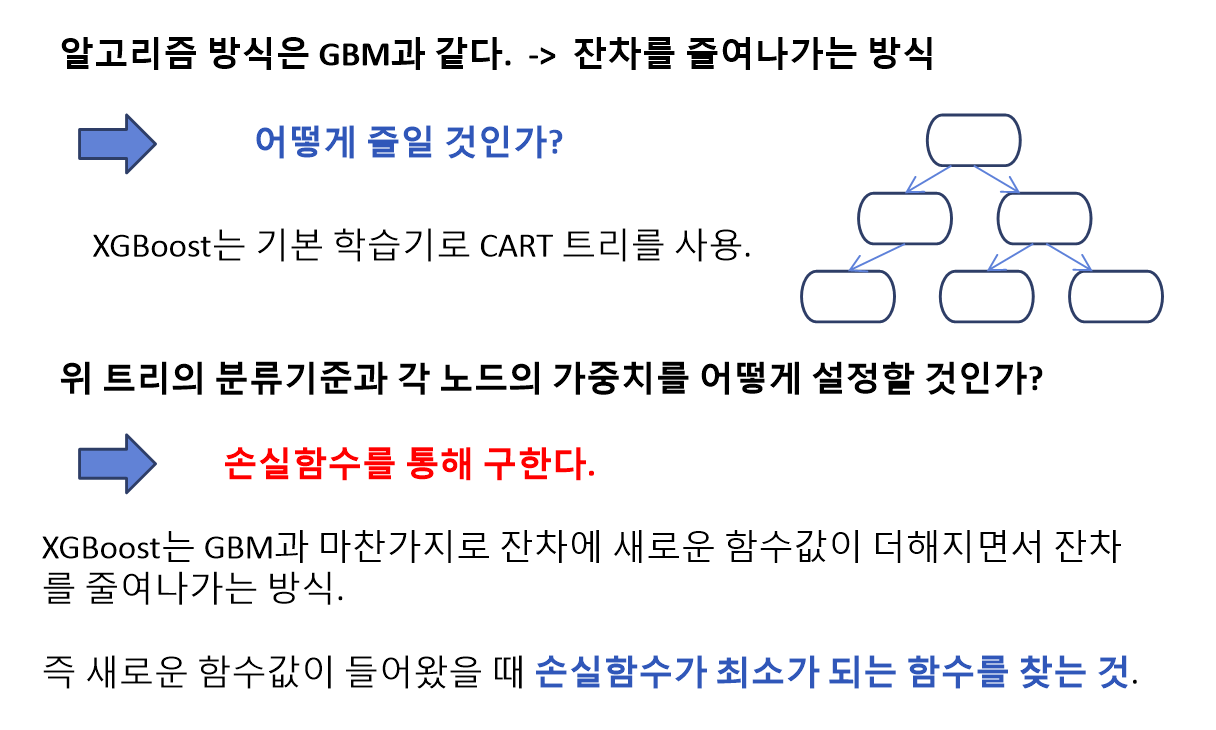 알고리즘 방식은 GBM과 같다. -> 잔차를 줄여나가는 방식
어떻게 줄일 것인가?
XGBoost는 기본 학습기로 CART 트리를 사용.
위 트리의 분류기준과 각 노드의 가중치를 어떻게 설정할 것인가?
손실함수를 통해 구한다.
XGBoost는 GBM과 마찬가지로 잔차에 새로운 함수값이 더해지면서 잔차
를 줄여나가는 방식.
즉 새로운 함수값이 들어왔을 때 손실함수가 최소가 되는 함수를 찾는 것.